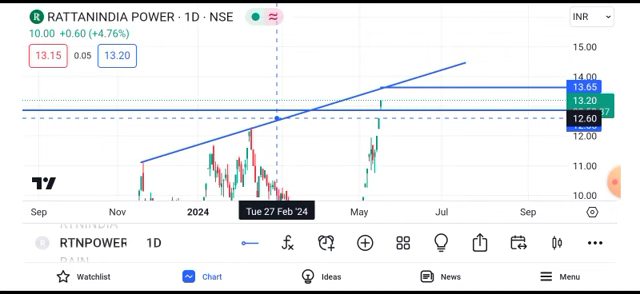 R RATTANINDIA POWER · 1D · NSE
INR
10.00 +0.60 (+4.76%)
13.15 0.05 13.20
15.00
14.00
13.65
13.20
12.60
12.00
11.00
10.00
Sep Nov 2024 Tue 27 Feb '24 May Jul Sep
R RTNPOWER 1D
Watchlist Chart Ideas News Menu